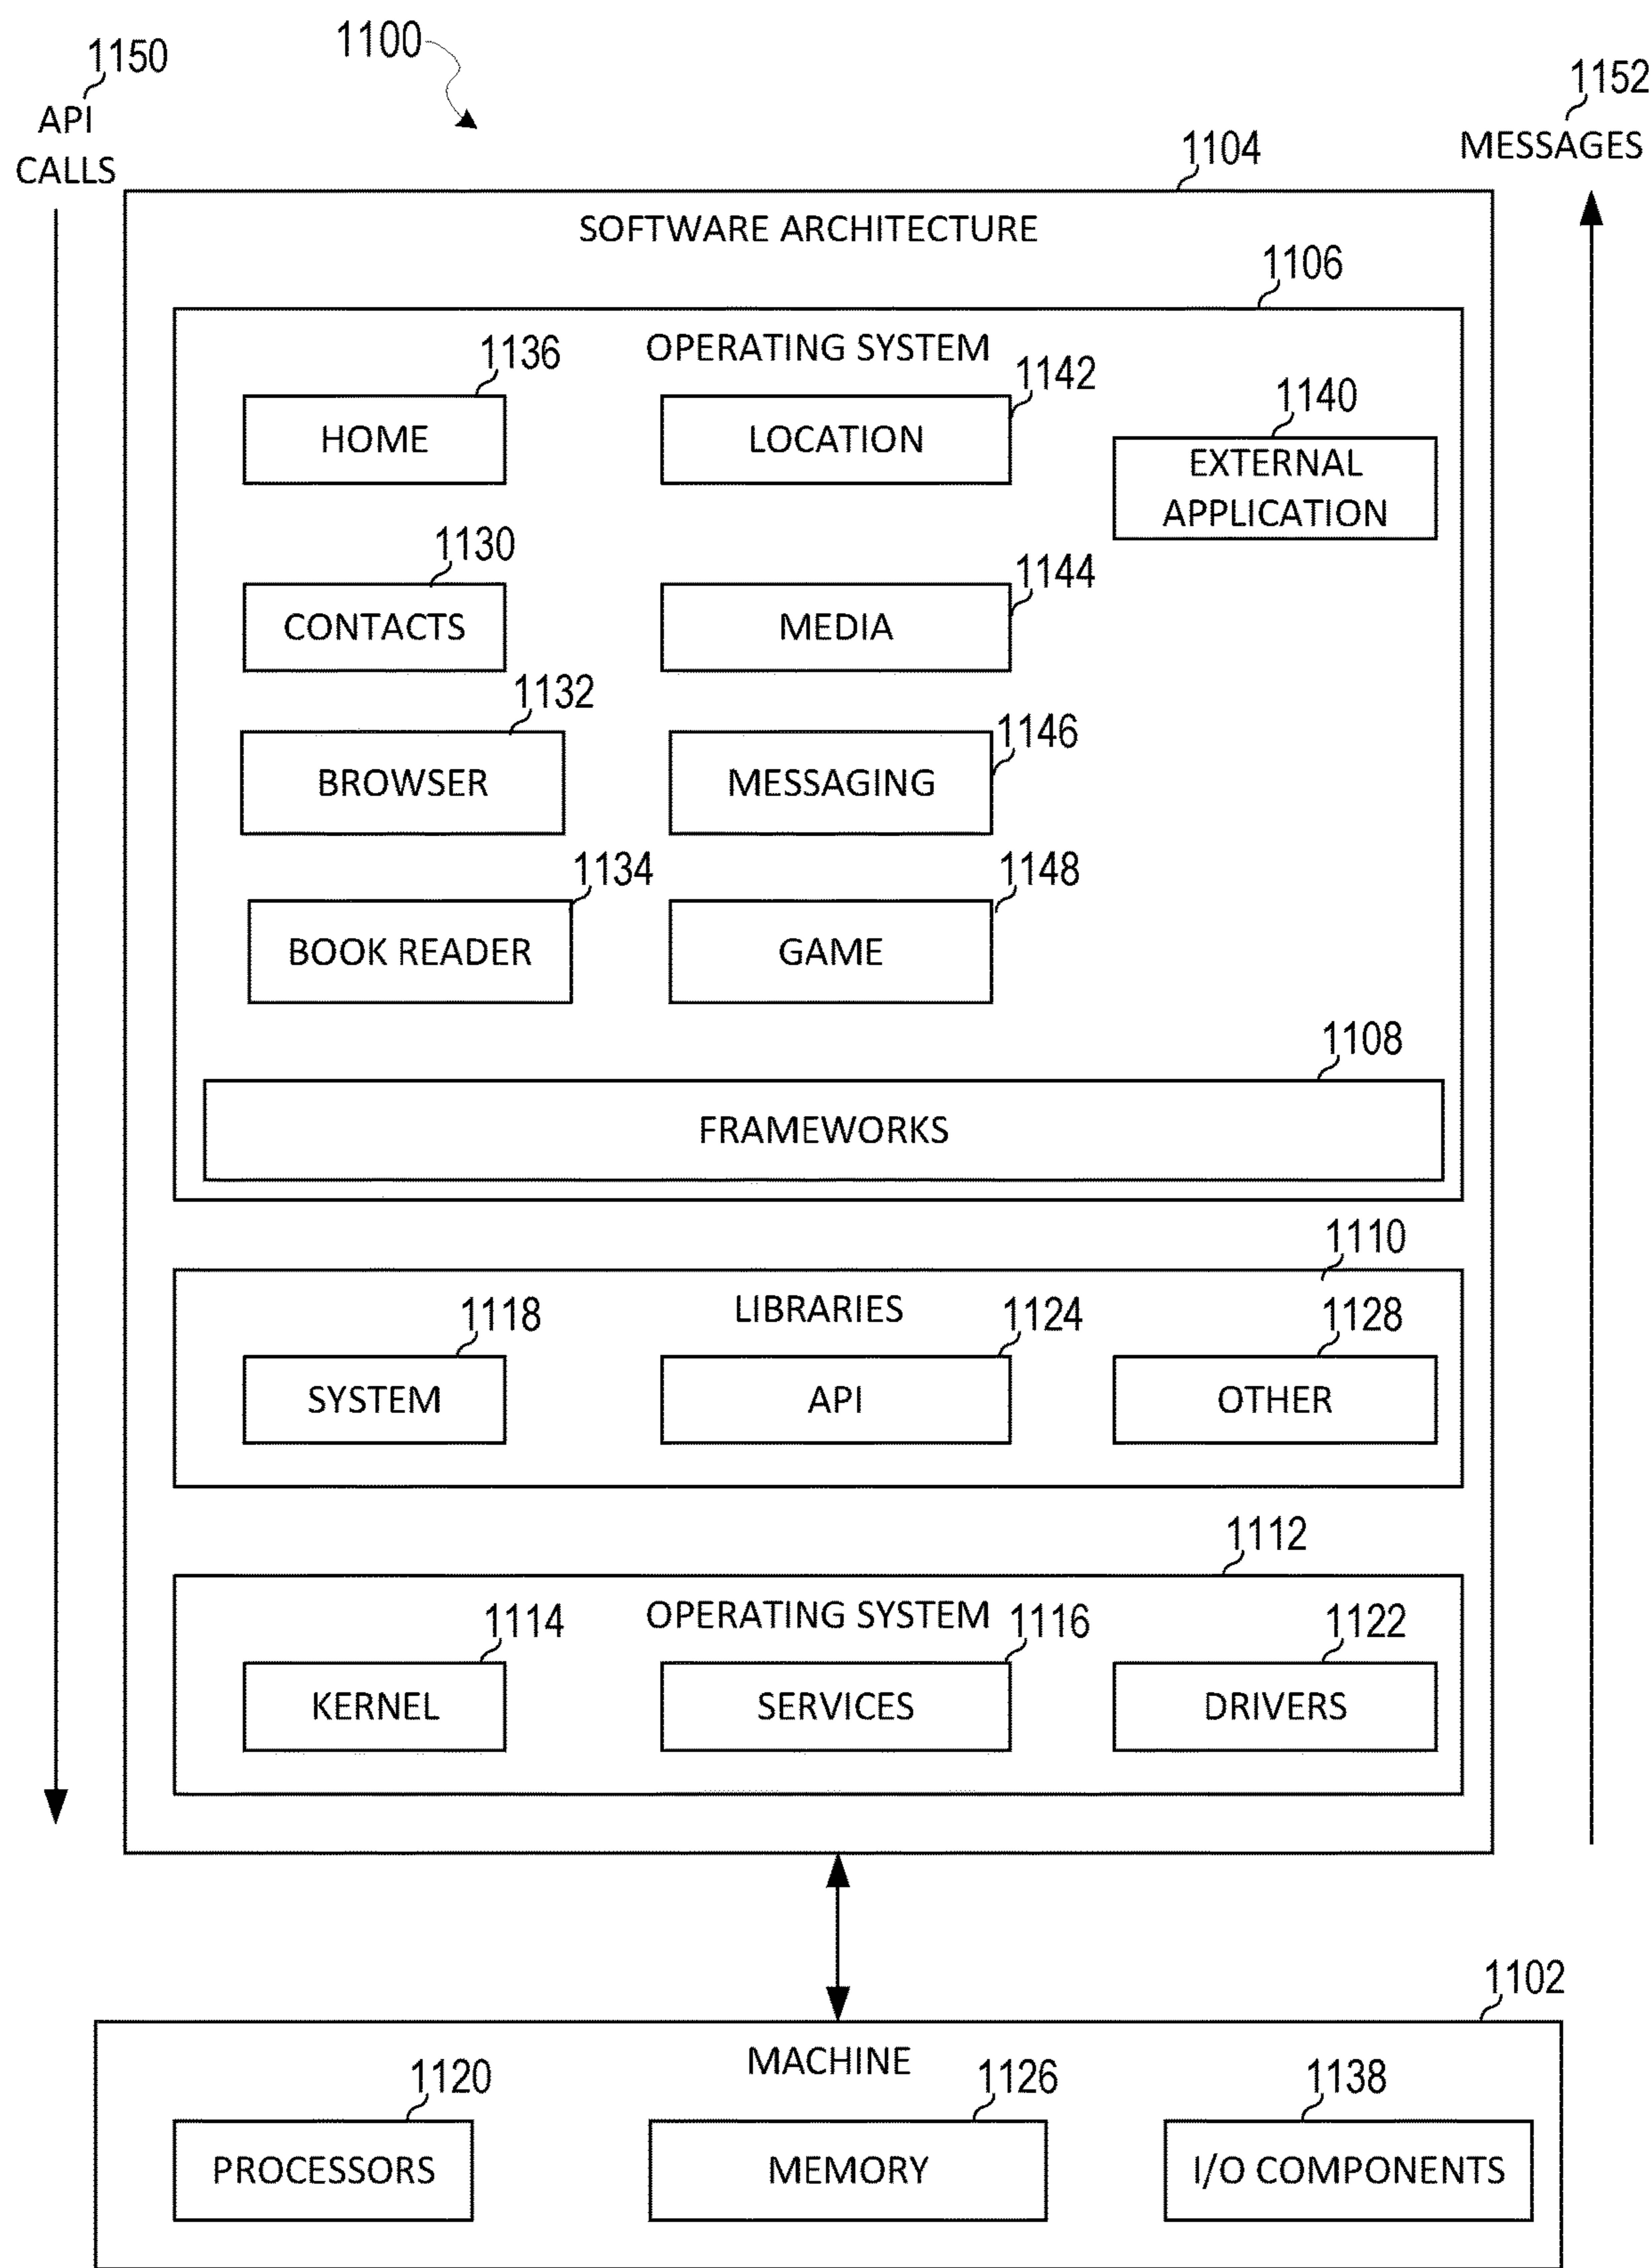 1150
1100
1152
API
CALLS
MESSAGES
1104
SOFTWARE ARCHITECTURE
1106
OPERATING SYSTEM
1136
1142
1140
HOME
LOCATION
EXTERNAL
APPLICATION
1130
1144
CONTACTS
MEDIA
1132
1146
BROWSER
MESSAGING
1134
1148
BOOK READER
GAME
1108
FRAMEWORKS
1110
LIBRARIES
1118
1124
1128
SYSTEM
API
OTHER
1112
OPERATING SYSTEM
1114
1116
1122
KERNEL
SERVICES
DRIVERS
1102
MACHINE
1120
1126
1138
PROCESSORS
MEMORY
I/O COMPONENTS